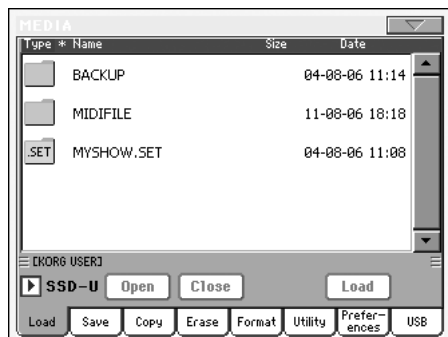 MEDIA
Type * Name Size Date
BACKUP 04-08-06 11:14
MIDIFILE 11-08-06 18:18
.SET MYSHOW.SET 04-08-06 11:08
[KORG USER]
SSD-U Open Close Load
Load Save Copy Erase Format Utility Prefer-
ences USB